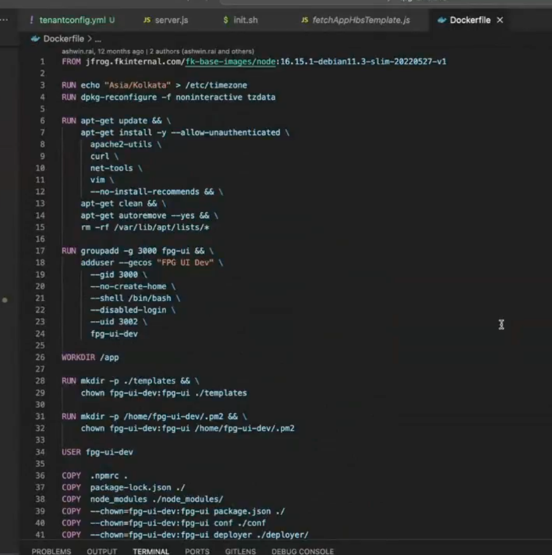 tenantconfig.yml U JS server.js $ init.sh JS fetchAppHbsTemplate.js Dockerfile ×
Dockerfile > ...
ashwin.rai, 12 months ago | 2 authors (ashwin.rai and others)
1 FROM jfrog.fkinternal.com/fk-base-images/node:16.15.1-debian11.3-slim-20220527-v1
2
3 RUN echo "Asia/Kolkata" > /etc/timezone
4 RUN dpkg-reconfigure -f noninteractive tzdata
5
6 RUN apt-get update && \
7 apt-get install -y --allow-unauthenticated \
8 apache2-utils \
9 curl \
10 net-tools \
11 vim \
12 --no-install-recommends && \
13 apt-get clean && \
14 apt-get autoremove --yes && \
15 rm -rf /var/lib/apt/lists/*
16
17 RUN groupadd -g 3000 fpg-ui && \
18 adduser --gecos "FPG UI Dev" \
19 --gid 3000 \
20 --no-create-home \
21 --shell /bin/bash \
22 --disabled-login \
23 --uid 3002 \
24 fpg-ui-dev
25
26 WORKDIR /app
27
28 RUN mkdir -p ./templates && \
29 chown fpg-ui-dev:fpg-ui ./templates
30
31 RUN mkdir -p /home/fpg-ui-dev/.pm2 && \
32 chown fpg-ui-dev:fpg-ui /home/fpg-ui-dev/.pm2
33
34 USER fpg-ui-dev
35
36 COPY .npmrc .
37 COPY package-lock.json ./
38 COPY node_modules ./node_modules/
39 COPY --chown=fpg-ui-dev:fpg-ui package.json ./
40 COPY --chown=fpg-ui-dev:fpg-ui conf ./conf
41 COPY --chown=fpg-ui-dev:fpg-ui deployer ./deployer/
PROBLEMS OUTPUT TERMINAL PORTS GITLENS DEBUG CONSOLE